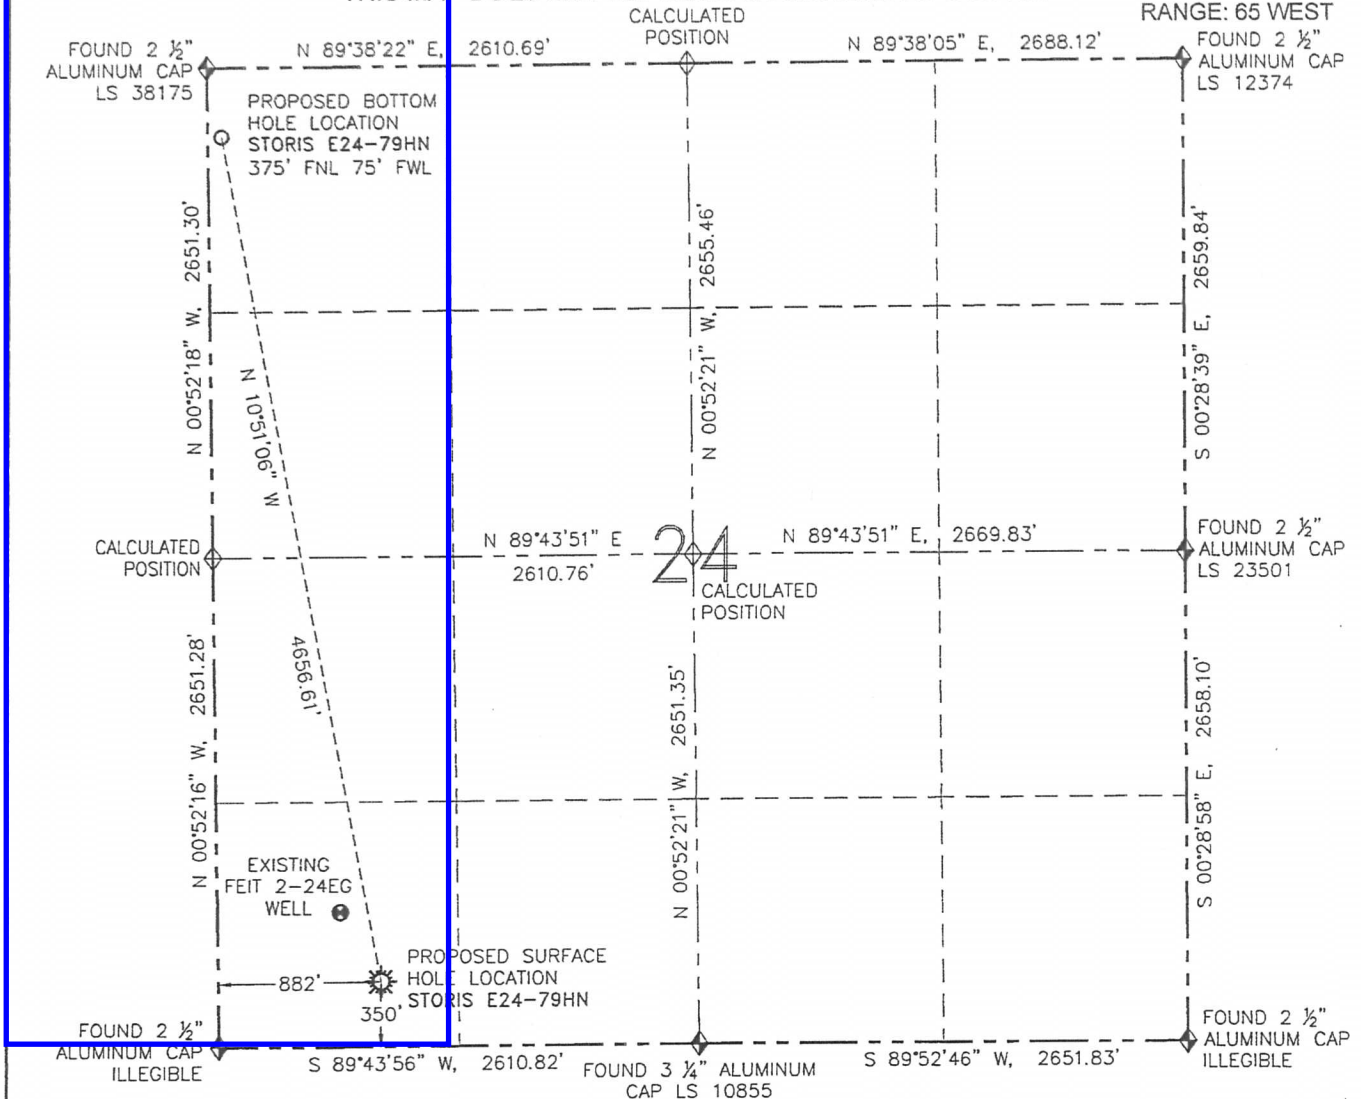 RANGE: 65 WEST
CALCULATED
POSITION
FOUND 2 ½"
ALUMINUM CAP
LS 38175
N 89°38'22" E, 2610.69'
N 89°38'05" E, 2688.12'
FOUND 2 ½"
ALUMINUM CAP
LS 12374
PROPOSED BOTTOM
HOLE LOCATION
STORIS E24-79HN
375' FNL 75' FWL
N 00°52'18" W, 2651.30'
N 10°51'06" W
4656.61'
N 00°52'21" W, 2655.46'
S 00°28'39" E, 2659.84'
CALCULATED
POSITION
N 89°43'51" E
2610.76'
24
N 89°43'51" E, 2669.83'
FOUND 2 ½"
ALUMINUM CAP
LS 23501
CALCULATED
POSITION
N 00°52'16" W, 2651.28'
N 00°52'21" W, 2651.35'
S 00°28'58" E, 2658.10'
EXISTING
FEIT 2-24EG
WELL
PROPOSED SURFACE
HOLE LOCATION
STORIS E24-79HN
882'
350'
FOUND 2 ½"
ALUMINUM CAP
ILLEGIBLE
S 89°43'56" W, 2610.82'
FOUND 3 ¼" ALUMINUM
CAP LS 10855
S 89°52'46" W, 2651.83'
FOUND 2 ½"
ALUMINUM CAP
ILLEGIBLE